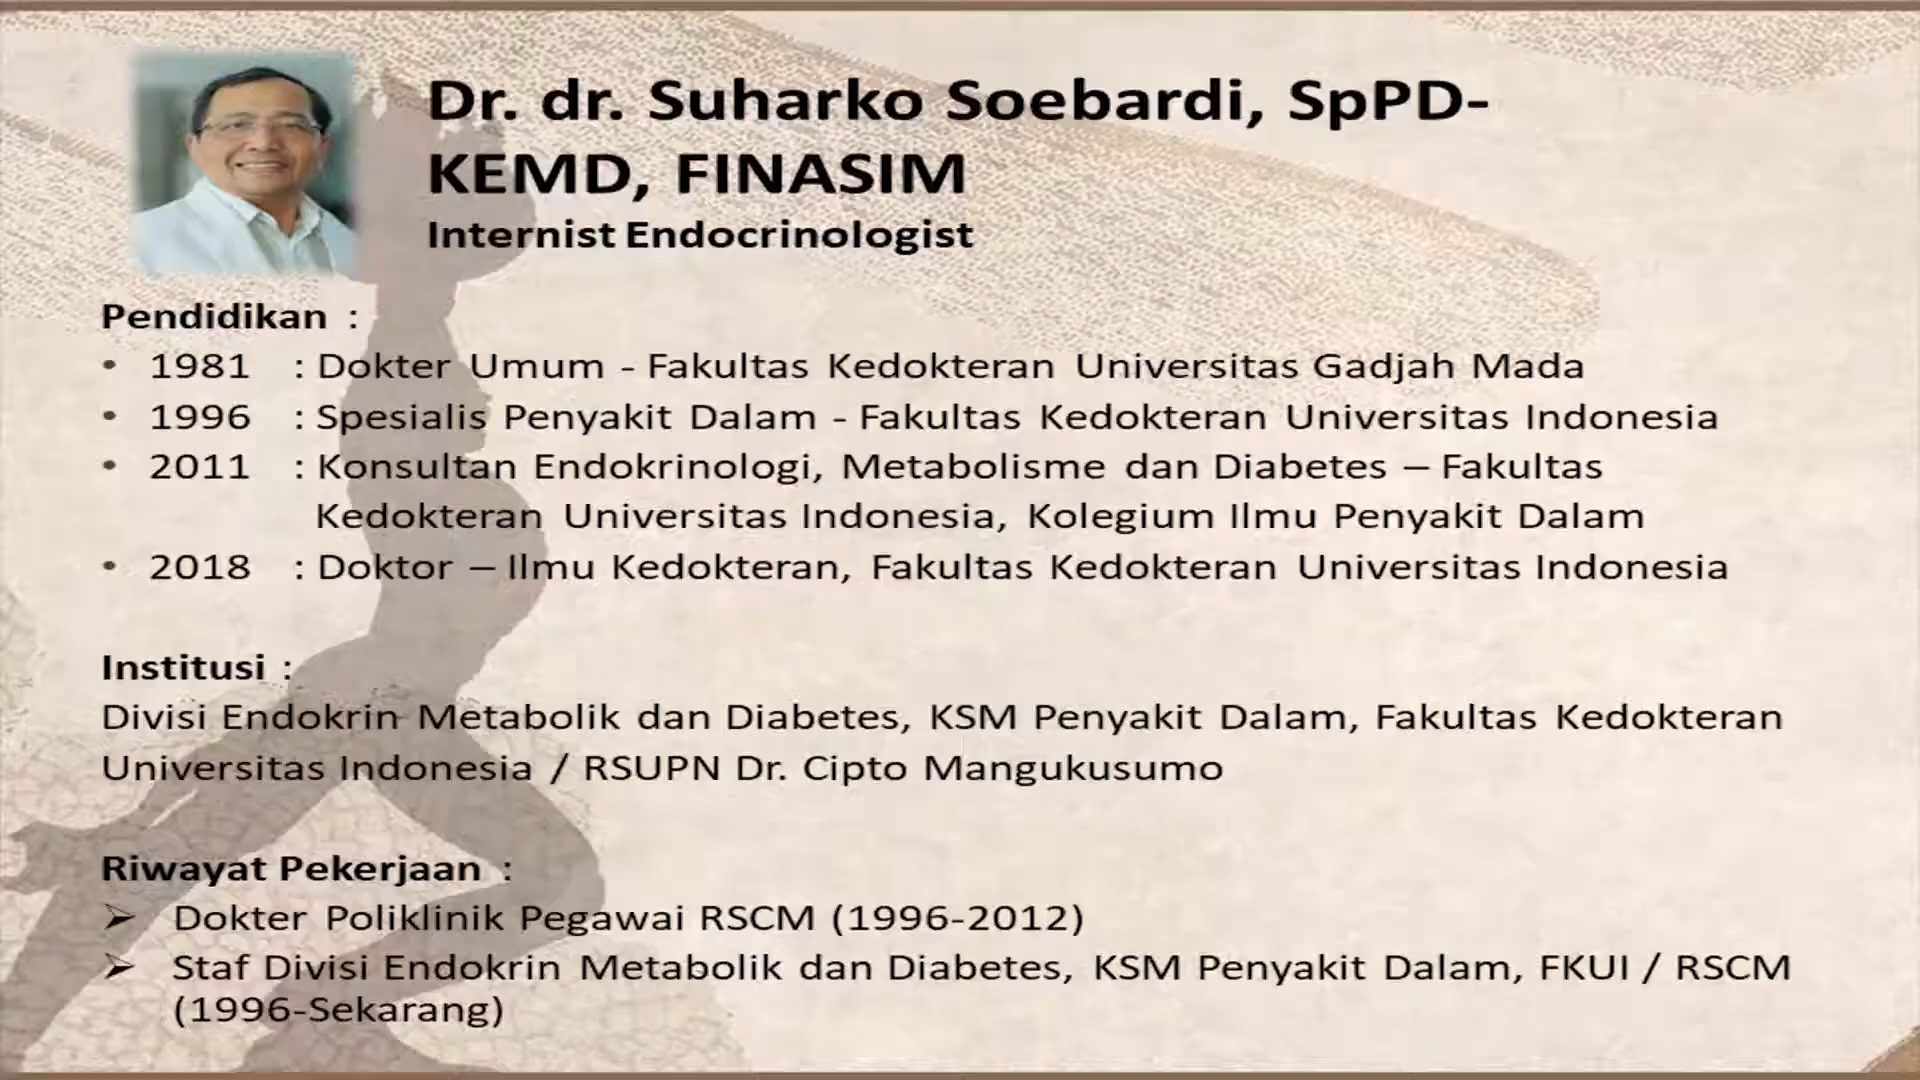 Dr. dr. Suharko Soebardi, SpPD-
KEMD, FINASIM
Internist Endocrinologist
Pendidikan :
• 1981 : Dokter Umum - Fakultas Kedokteran Universitas Gadjah Mada
• 1996 : Spesialis Penyakit Dalam - Fakultas Kedokteran Universitas Indonesia
• 2011 : Konsultan Endokrinologi, Metabolisme dan Diabetes – Fakultas
Kedokteran Universitas Indonesia, Kolegium Ilmu Penyakit Dalam
• 2018 : Doktor – Ilmu Kedokteran, Fakultas Kedokteran Universitas Indonesia
Institusi :
Divisi Endokrin Metabolik dan Diabetes, KSM Penyakit Dalam, Fakultas Kedokteran
Universitas Indonesia / RSUPN Dr. Cipto Mangukusumo
Riwayat Pekerjaan :
➢ Dokter Poliklinik Pegawai RSCM (1996-2012)
➢ Staf Divisi Endokrin Metabolik dan Diabetes, KSM Penyakit Dalam, FKUI / RSCM
(1996-Sekarang)